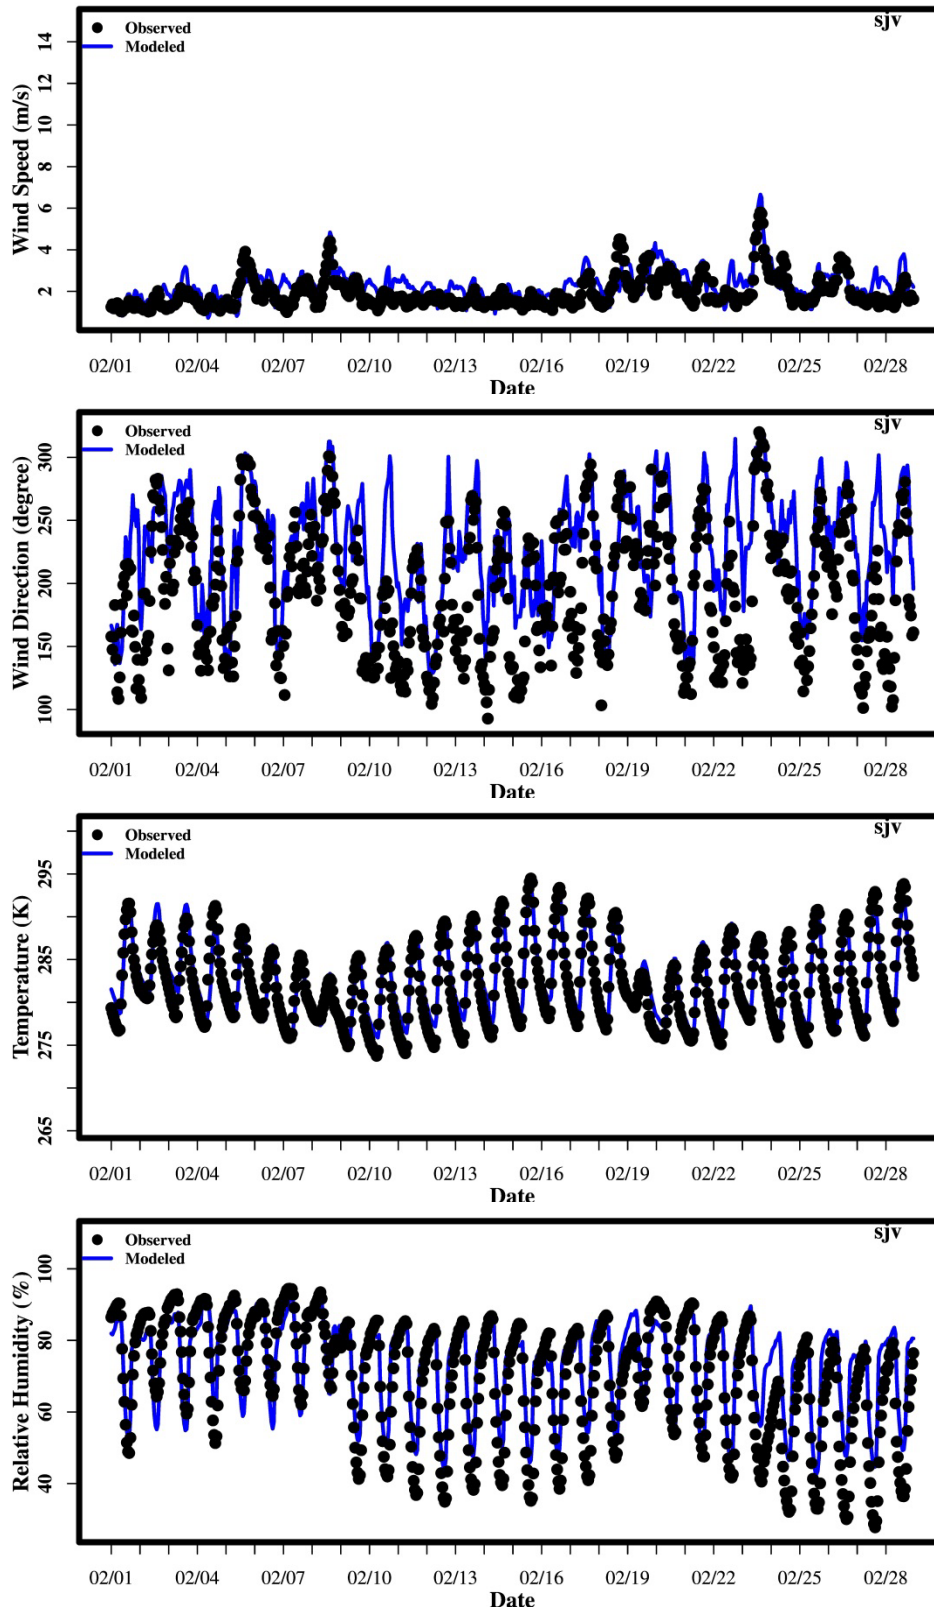 Observed
Modeled
sjv
Wind Speed (m/s)
14
12
10
8
6
4
2
02/01 02/04 02/07 02/10 02/13 02/16 02/19 02/22 02/25 02/28
Date
Observed
Modeled
sjv
Wind Direction (degree)
300
250
200
150
100
02/01 02/04 02/07 02/10 02/13 02/16 02/19 02/22 02/25 02/28
Date
Observed
Modeled
sjv
Temperature (K)
295
285
275
265
02/01 02/04 02/07 02/10 02/13 02/16 02/19 02/22 02/25 02/28
Date
Observed
Modeled
sjv
Relative Humidity (%)
100
80
60
40
02/01 02/04 02/07 02/10 02/13 02/16 02/19 02/22 02/25 02/28
Date